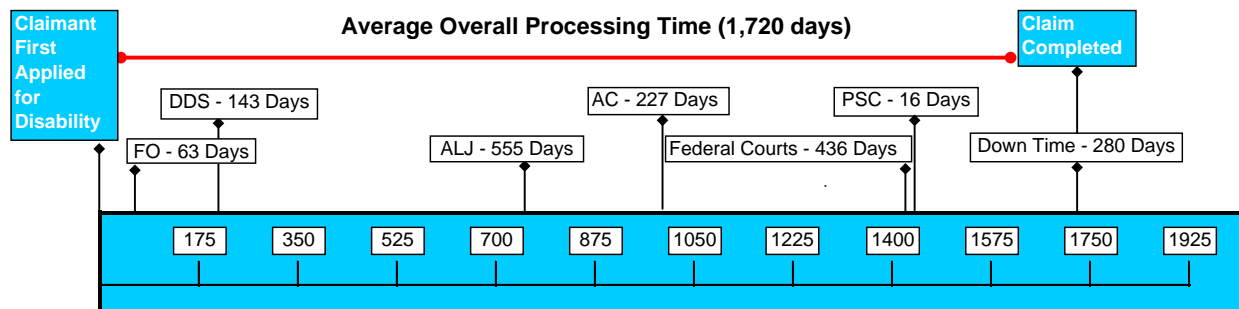 Claimant
First
Applied
for
Disability
Average Overall Processing Time (1,720 days)
Claim
Completed
DDS - 143 Days
AC - 227 Days
PSC - 16 Days
FO - 63 Days
ALJ - 555 Days
Federal Courts - 436 Days
Down Time - 280 Days
175 350 525 700 875 1050 1225 1400 1575 1750 1925